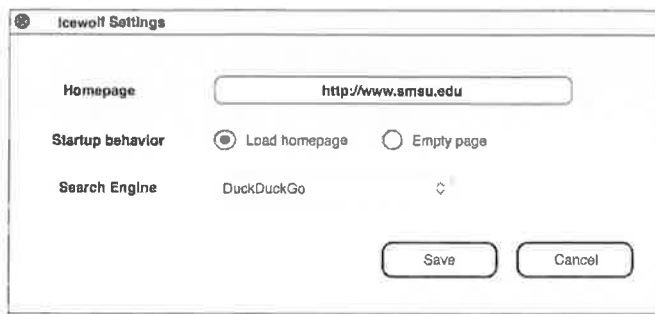 Icewolf Settings
Homepage http://www.smsu.edu
Startup behavior Load homepage Empty page
Search Engine DuckDuckGo
Save Cancel